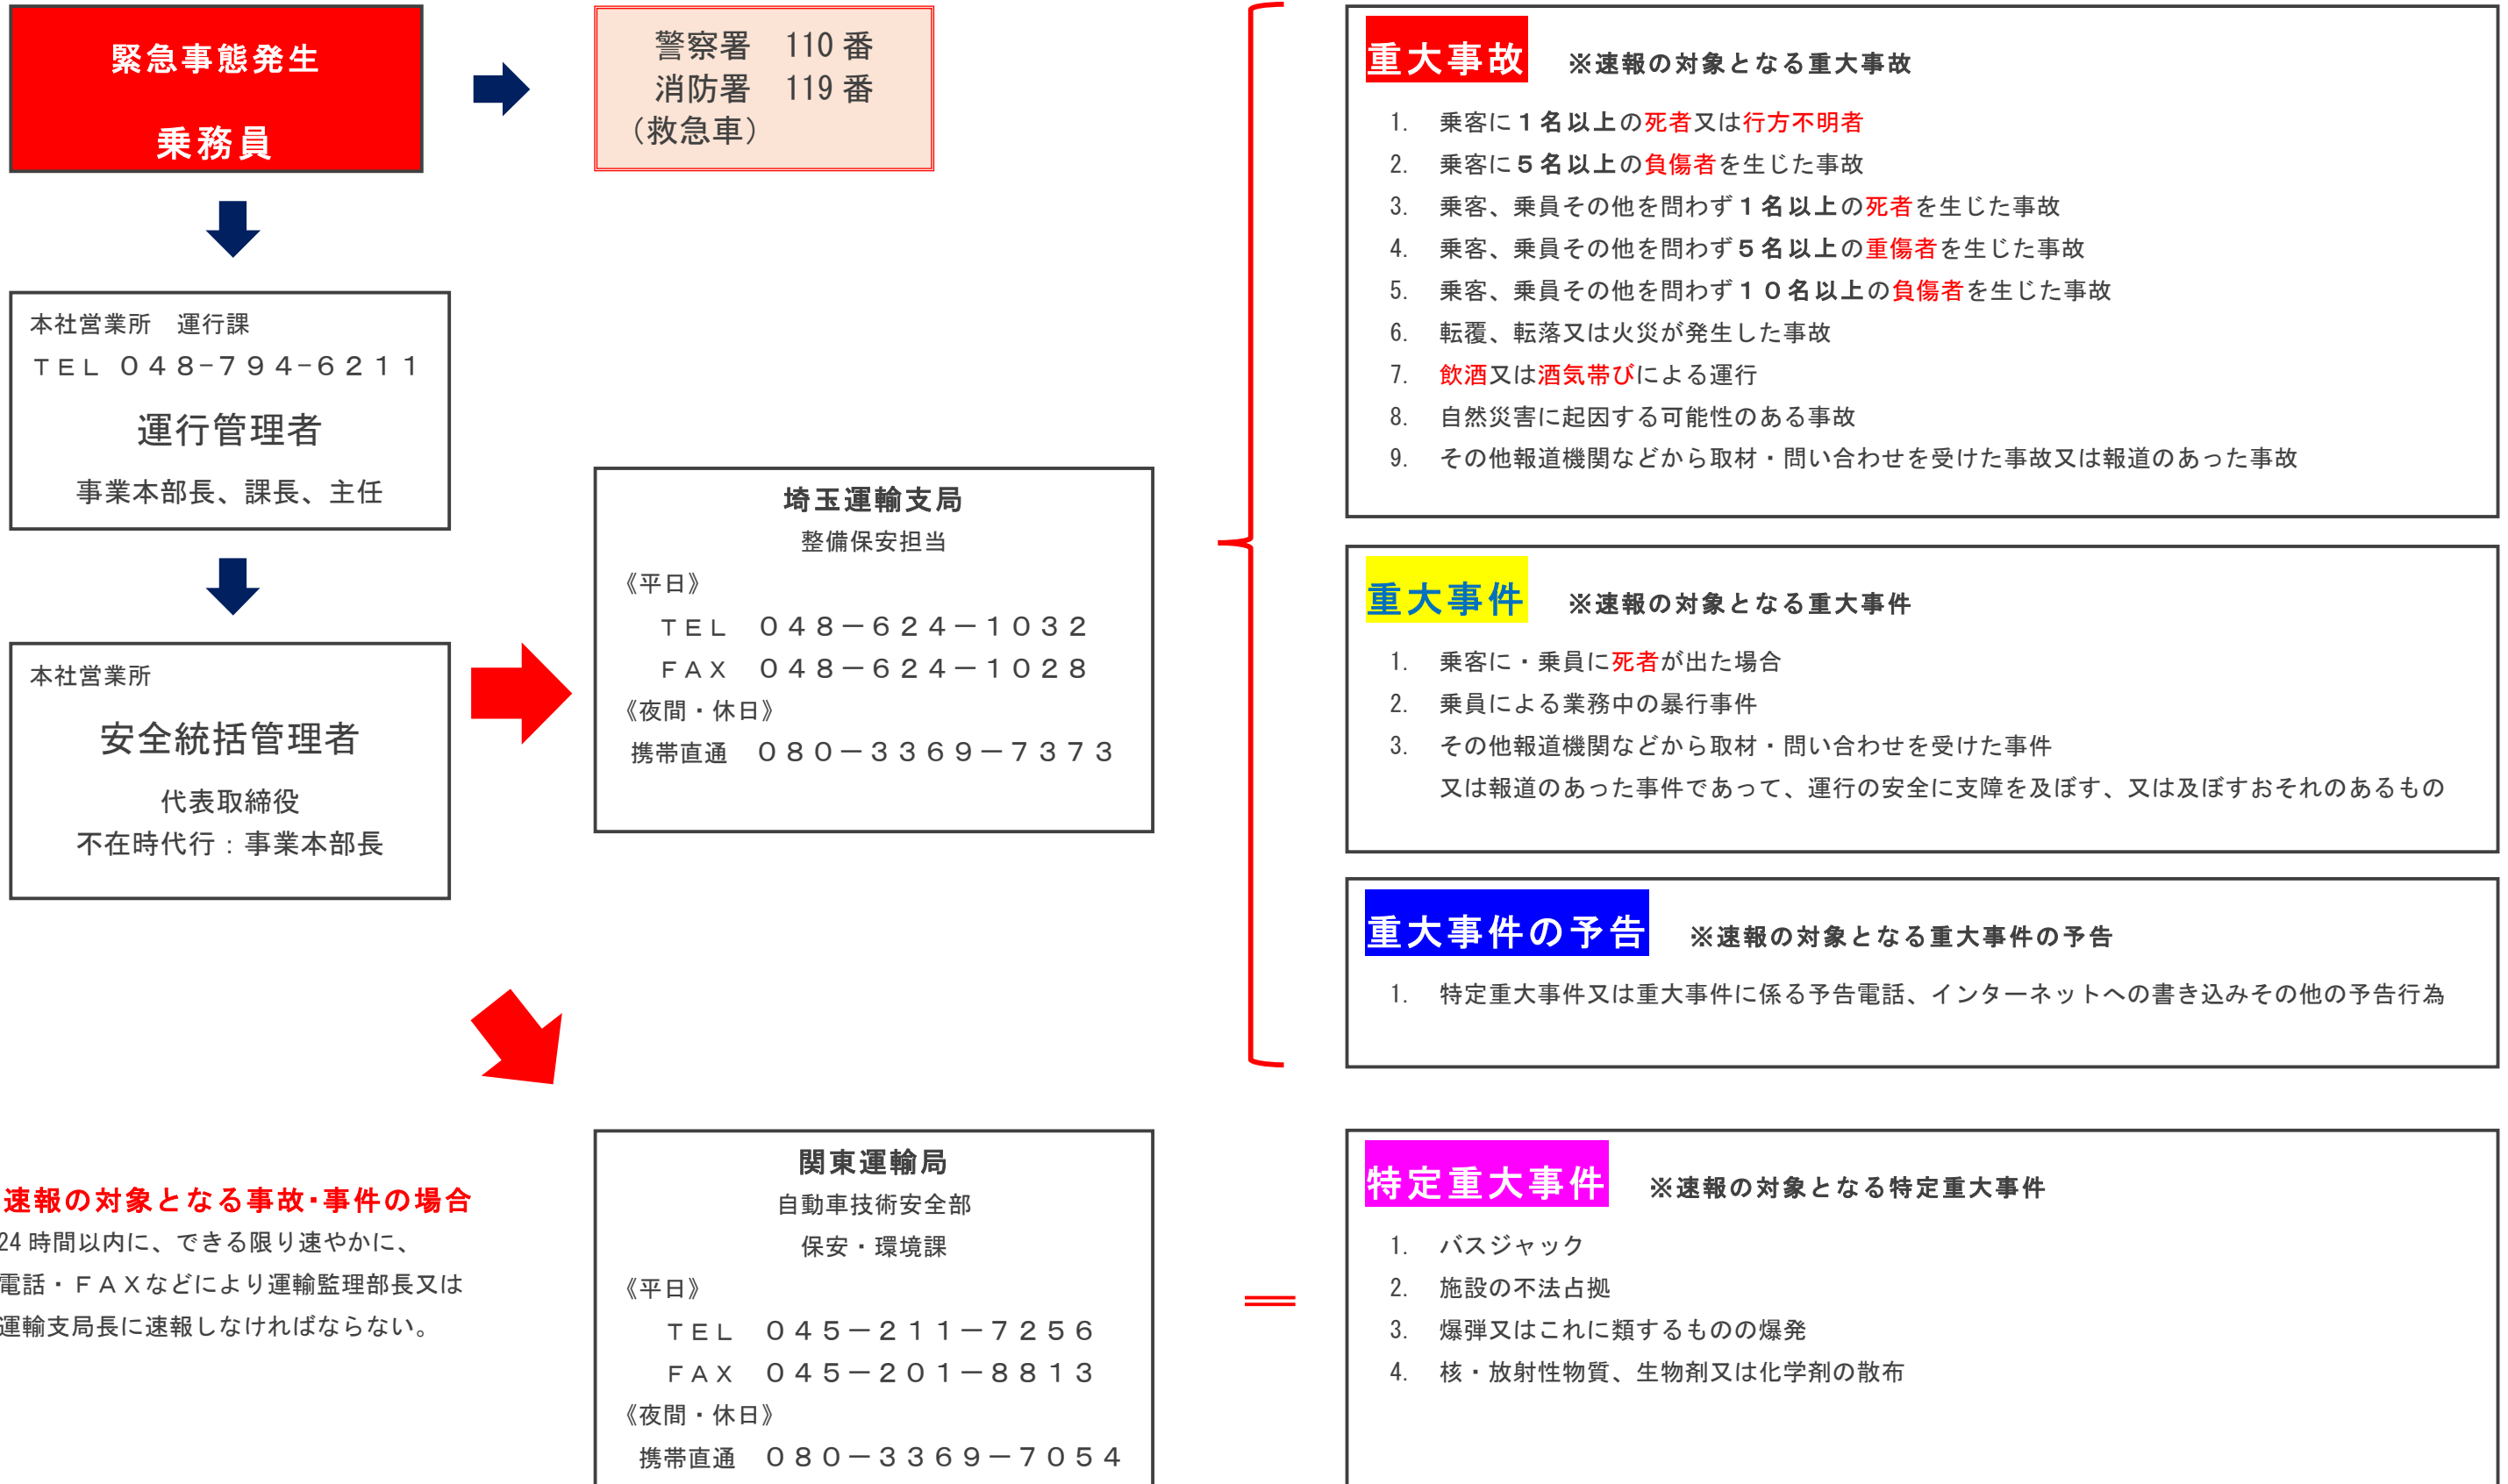 緊急事態発生
乗務員
警察署　110 番
消防署　119 番
（救急車）
本社営業所　運行課
ＴＥＬ ０４８-７９４-６２１１
運行管理者
事業本部長、課長、主任
本社営業所
安全統括管理者
代表取締役
不在時代行：事業本部長
埼玉運輸支局
整備保安担当
《平日》
ＴＥＬ　０４８－６２４－１０３２
ＦＡＸ　０４８－６２４－１０２８
《夜間・休日》
携帯直通　０８０－３３６９－７３７３
重大事故　※速報の対象となる重大事故
1. 乗客に１名以上の死者又は行方不明者
2. 乗客に５名以上の負傷者を生じた事故
3. 乗客、乗員その他を問わず１名以上の死者を生じた事故
4. 乗客、乗員その他を問わず５名以上の重傷者を生じた事故
5. 乗客、乗員その他を問わず１０名以上の負傷者を生じた事故
6. 転覆、転落又は火災が発生した事故
7. 飲酒又は酒気帯びによる運行
8. 自然災害に起因する可能性のある事故
9. その他報道機関などから取材・問い合わせを受けた事故又は報道のあった事故
重大事件　※速報の対象となる重大事件
1. 乗客に・乗員に死者が出た場合
2. 乗員による業務中の暴行事件
3. その他報道機関などから取材・問い合わせを受けた事件
又は報道のあった事件であって、運行の安全に支障を及ぼす、又は及ぼすおそれのあるもの
重大事件の予告　※速報の対象となる重大事件の予告
1. 特定重大事件又は重大事件に係る予告電話、インターネットへの書き込みその他の予告行為
速報の対象となる事故・事件の場合
24 時間以内に、できる限り速やかに、
電話・ＦＡＸなどにより運輸監理部長又は
運輸支局長に速報しなければならない。
関東運輸局
自動車技術安全部
保安・環境課
《平日》
ＴＥＬ　０４５－２１１－７２５６
ＦＡＸ　０４５－２０１－８８１３
《夜間・休日》
携帯直通　０８０－３３６９－７０５４
特定重大事件　※速報の対象となる特定重大事件
1. バスジャック
2. 施設の不法占拠
3. 爆弾又はこれに類するものの爆発
4. 核・放射性物質、生物剤又は化学剤の散布